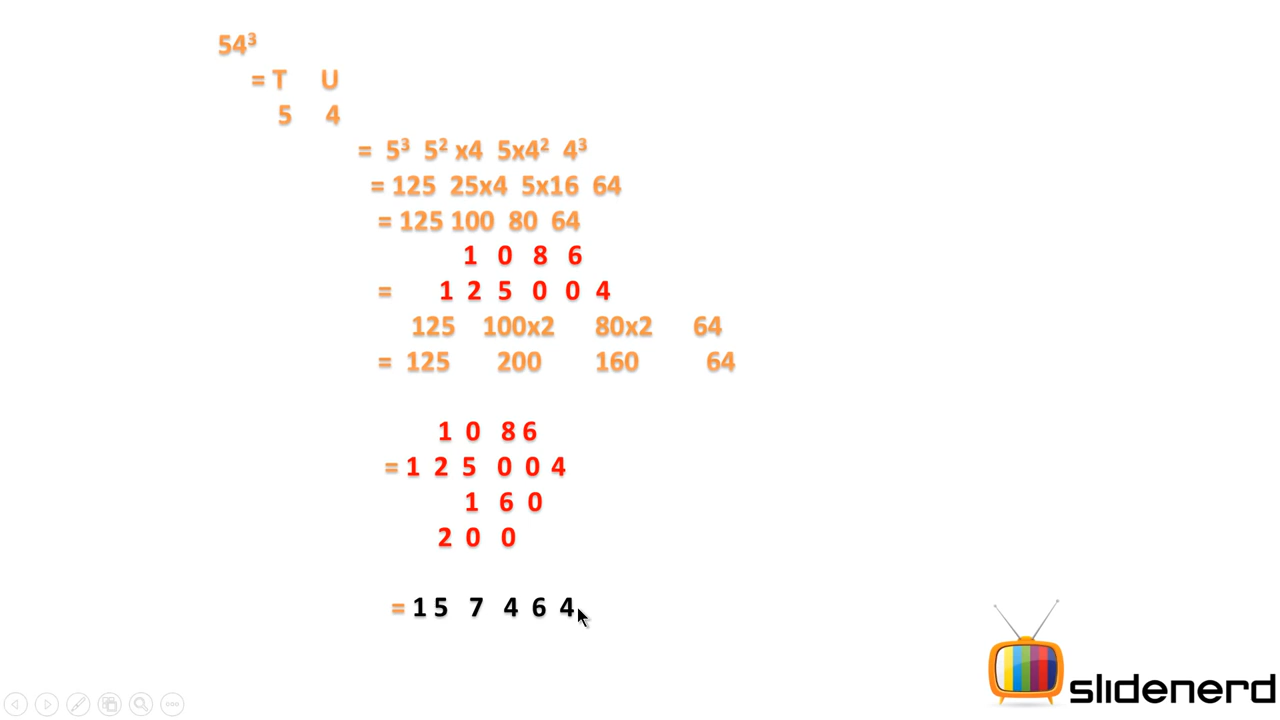 54³
= T U
5 4
= 5³ 5² x4 5x4² 4³
= 125 25x4 5x16 64
= 125 100 80 64
1 0 8 6
= 1 2 5 0 0 4
125 100x2 80x2 64
= 125 200 160 64
1 0 8 6
= 1 2 5 0 0 4
1 6 0
2 0 0
= 1 5 7 4 6 4
slidenerd